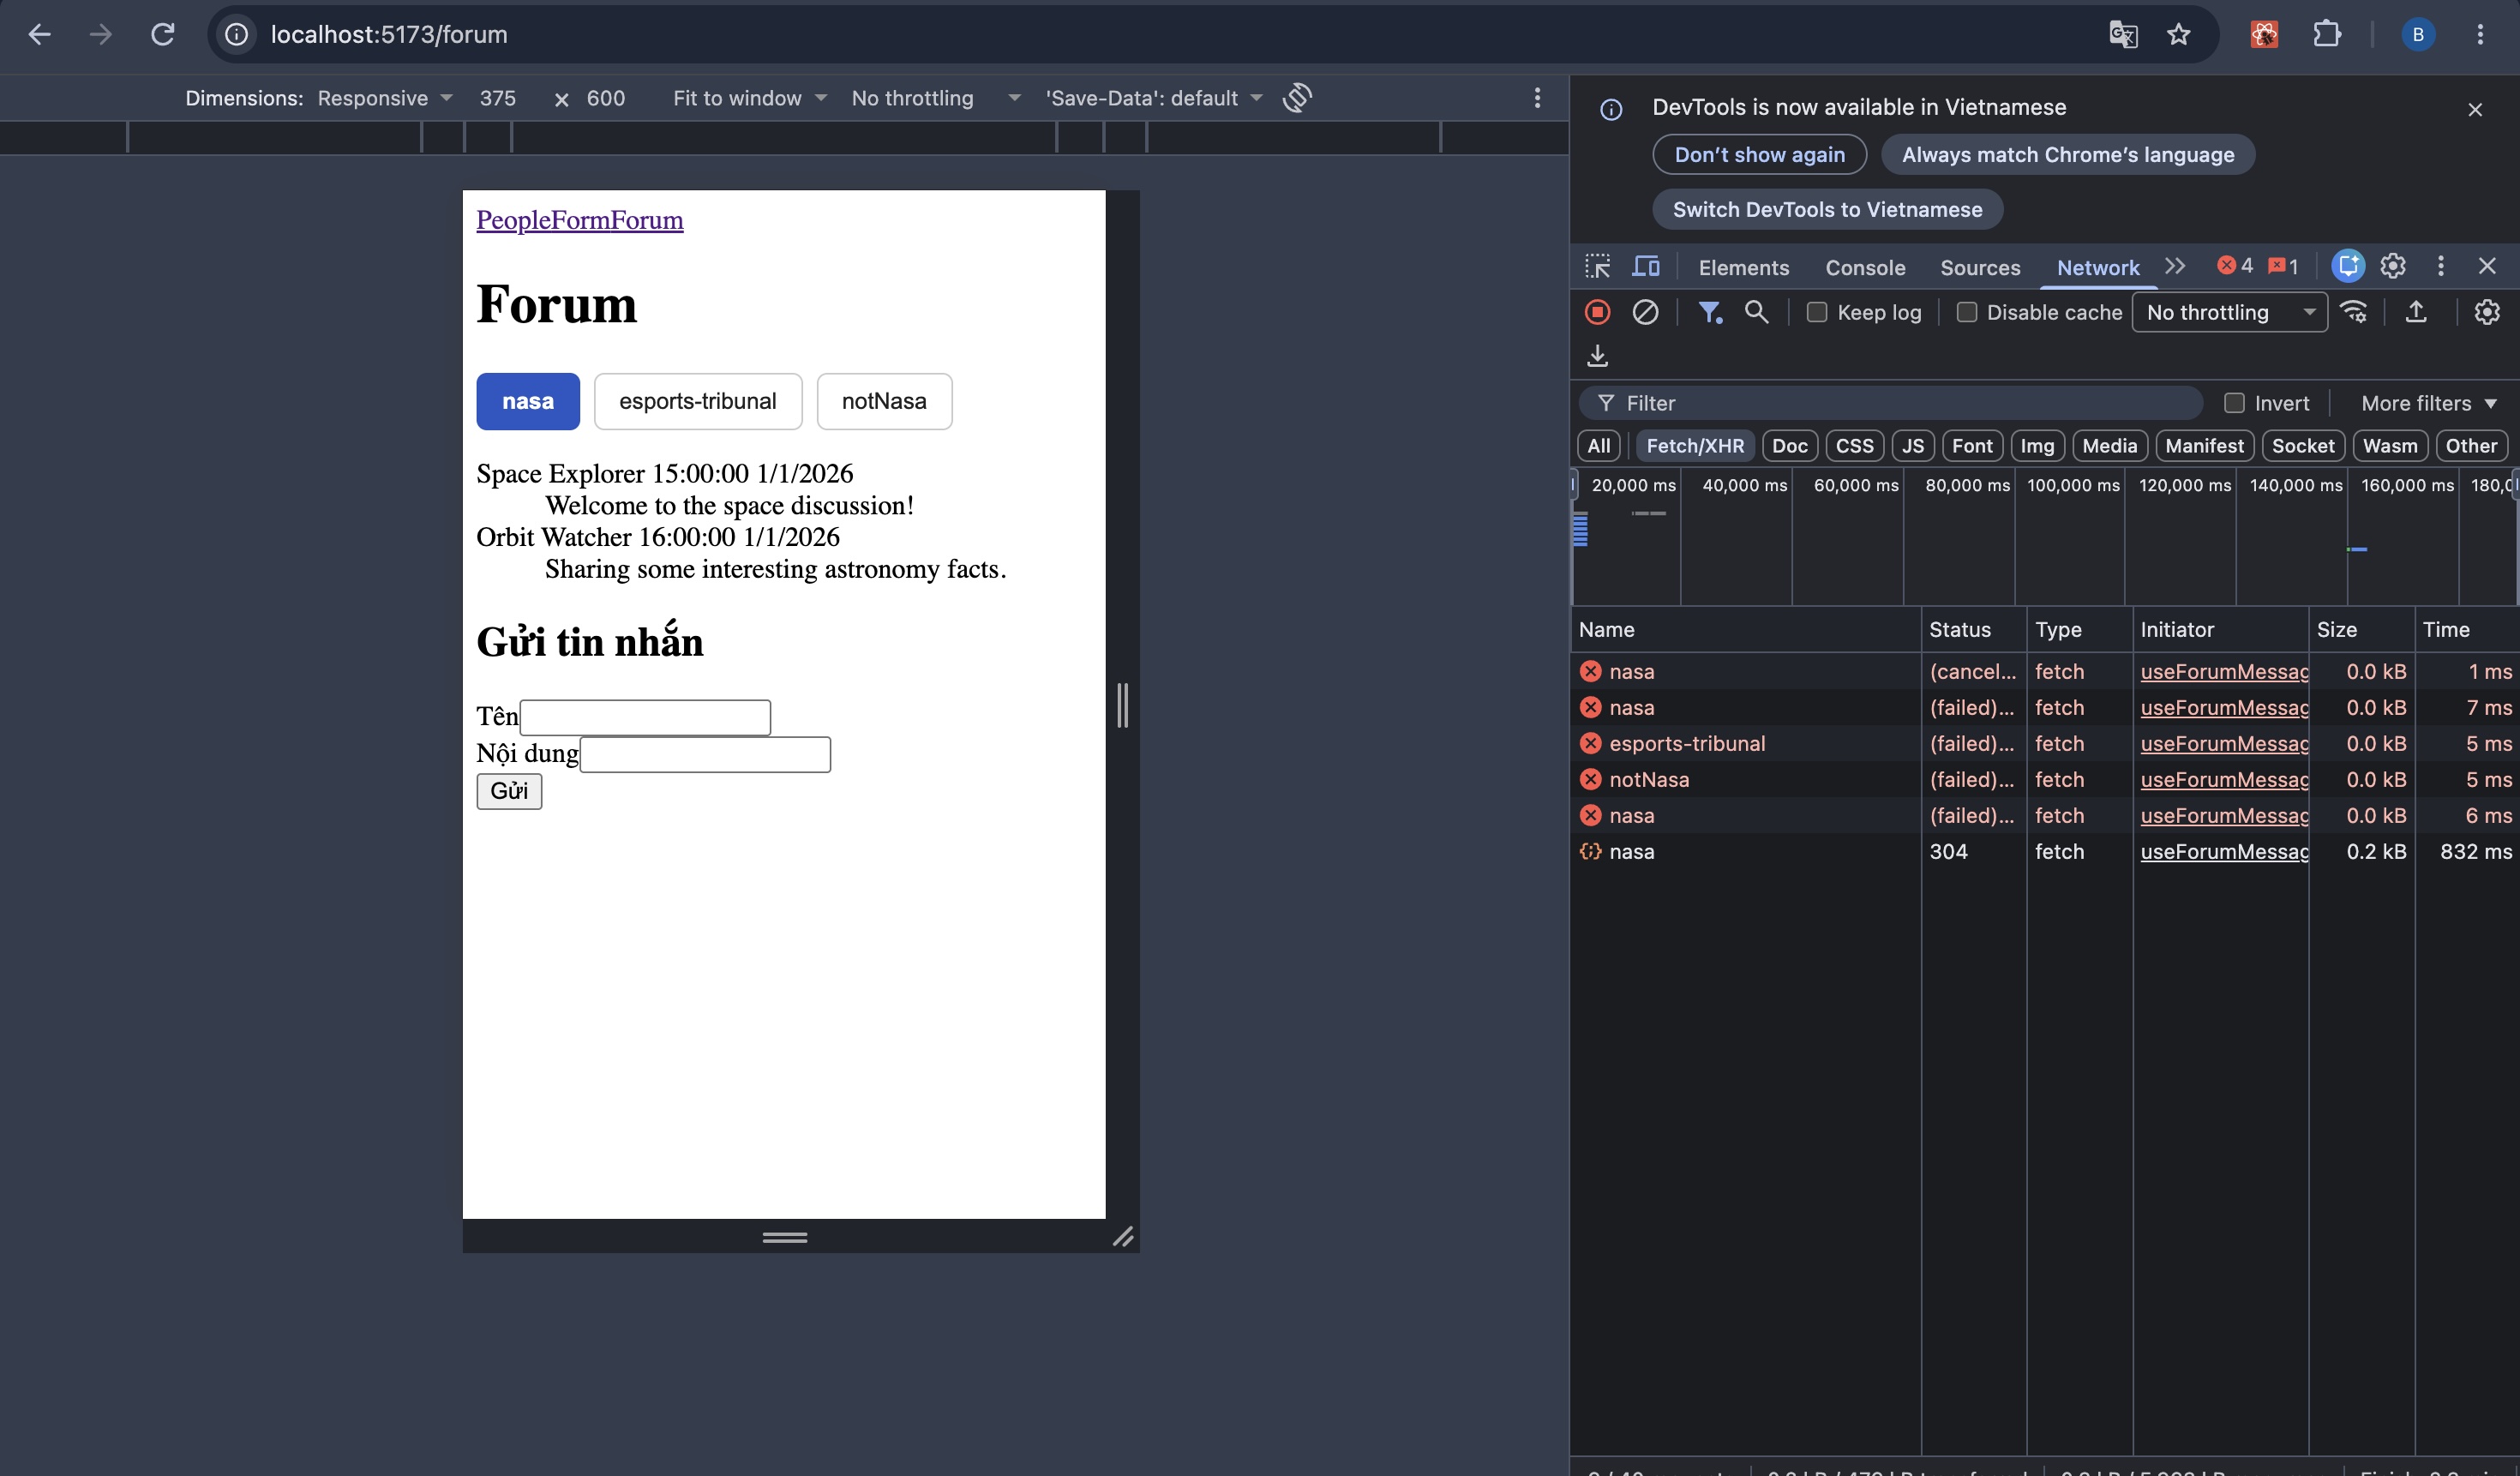 localhost:5173/forum
B
Dimensions: Responsive 375 x 600 Fit to window No throttling 'Save-Data': default
PeopleFormForum
Forum
nasa esports-tribunal notNasa
Space Explorer 15:00:00 1/1/2026
Welcome to the space discussion!
Orbit Watcher 16:00:00 1/1/2026
Sharing some interesting astronomy facts.
Gửi tin nhắn
Tên
Nội dung
Gửi
DevTools is now available in Vietnamese
Don't show again Always match Chrome's language
Switch DevTools to Vietnamese
Elements Console Sources Network 4 1
Keep log Disable cache No throttling
Filter Invert More filters
All Fetch/XHR Doc CSS JS Font Img Media Manifest Socket Wasm Other
20,000 ms 40,000 ms 60,000 ms 80,000 ms 100,000 ms 120,000 ms 140,000 ms 160,000 ms 180,0
Name Status Type Initiator Size Time
nasa (cancel... fetch useForumMessag 0.0 kB 1 ms
nasa (failed)... fetch useForumMessag 0.0 kB 7 ms
esports-tribunal (failed)... fetch useForumMessag 0.0 kB 5 ms
notNasa (failed)... fetch useForumMessag 0.0 kB 5 ms
nasa (failed)... fetch useForumMessag 0.0 kB 6 ms
nasa 304 fetch useForumMessag 0.2 kB 832 ms